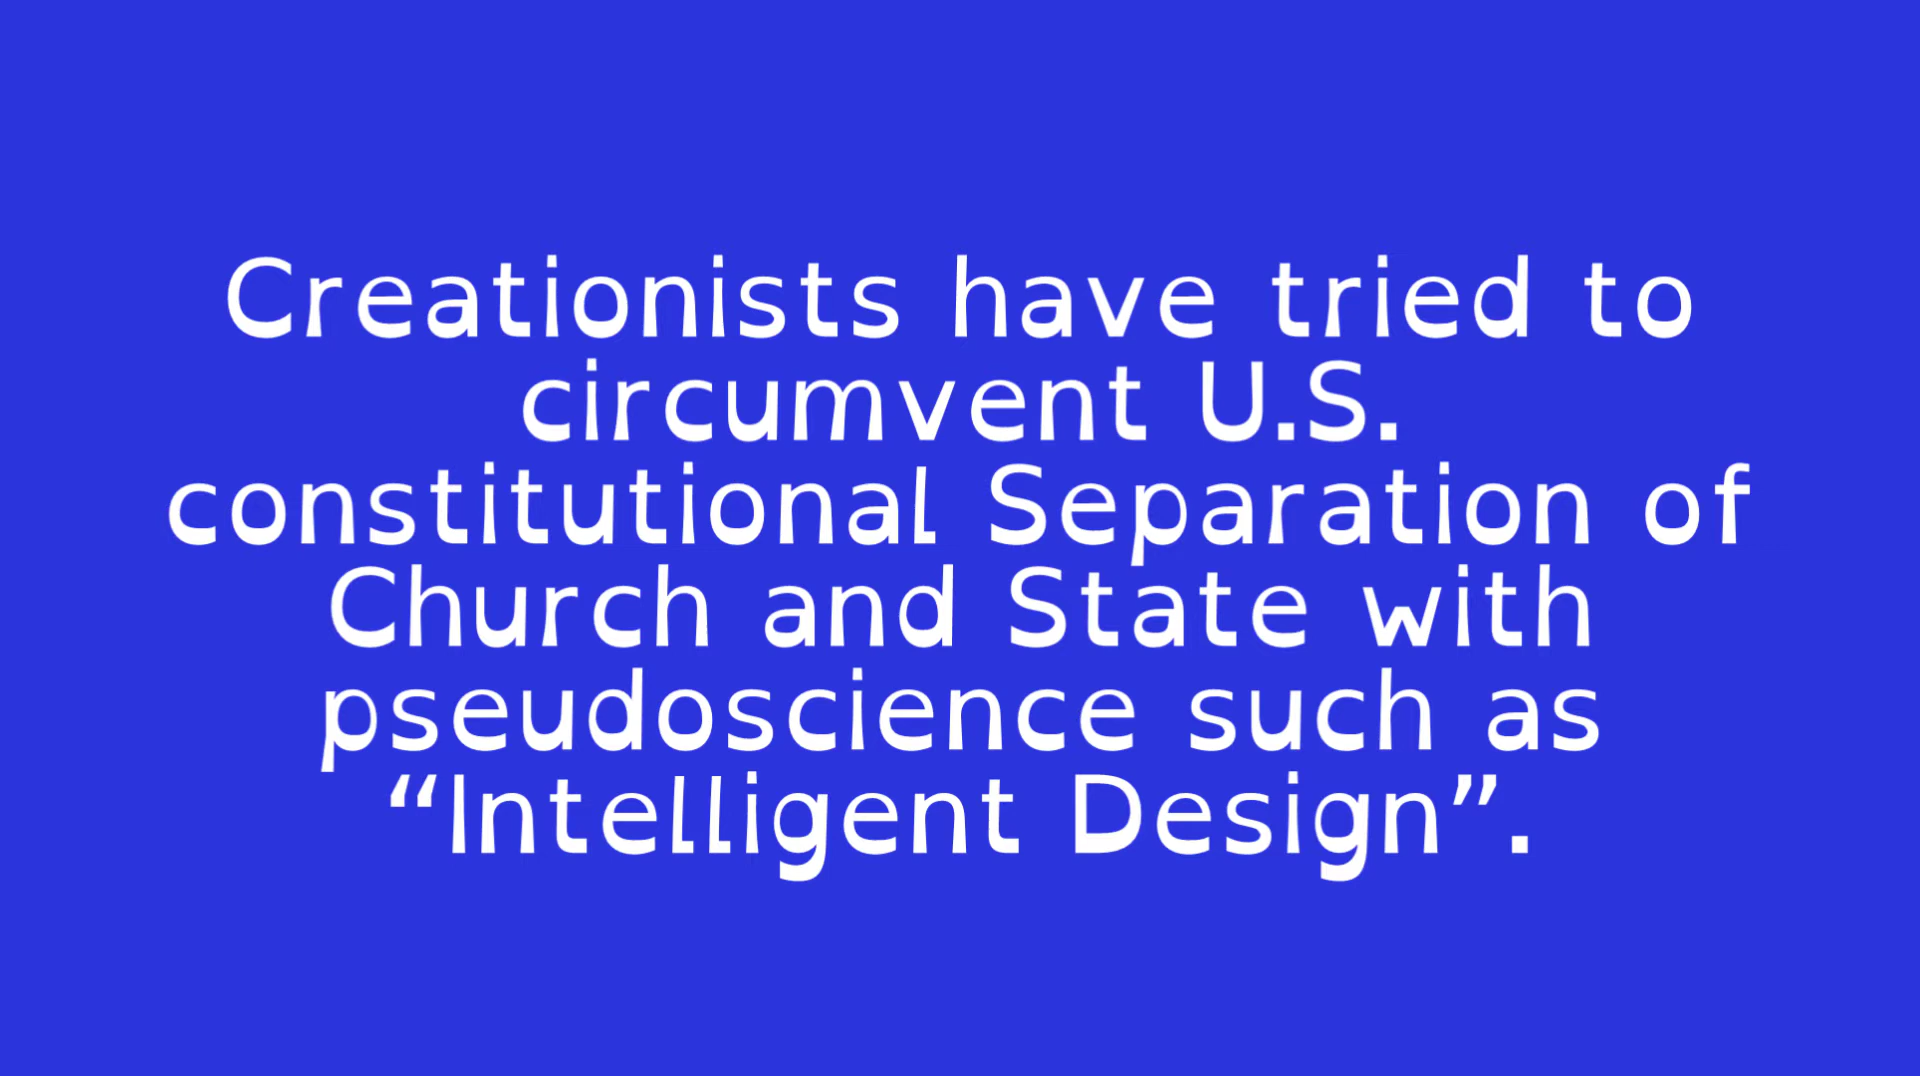 Creationists have tried to
circumvent U.S.
constitutional Separation of
Church and State with
pseudoscience such as
“Intelligent Design”.